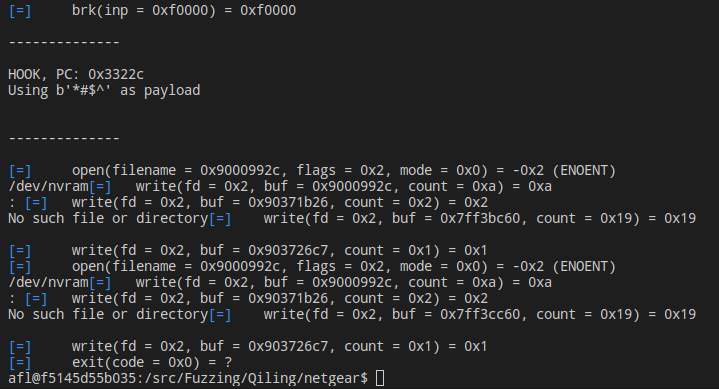 [=]     brk(inp = 0xf0000) = 0xf0000
--------------
HOOK, PC: 0x3322c
Using b'*#$^' as payload
--------------
[=]     open(filename = 0x9000992c, flags = 0x2, mode = 0x0) = -0x2 (ENOENT)
/dev/nvram[=]   write(fd = 0x2, buf = 0x9000992c, count = 0xa) = 0xa
: [=]   write(fd = 0x2, buf = 0x90371b26, count = 0x2) = 0x2
No such file or directory[=]    write(fd = 0x2, buf = 0x7ff3bc60, count = 0x19) = 0x19
[=]     write(fd = 0x2, buf = 0x903726c7, count = 0x1) = 0x1
[=]     open(filename = 0x9000992c, flags = 0x2, mode = 0x0) = -0x2 (ENOENT)
/dev/nvram[=]   write(fd = 0x2, buf = 0x9000992c, count = 0xa) = 0xa
: [=]   write(fd = 0x2, buf = 0x90371b26, count = 0x2) = 0x2
No such file or directory[=]    write(fd = 0x2, buf = 0x7ff3cc60, count = 0x19) = 0x19
[=]     write(fd = 0x2, buf = 0x903726c7, count = 0x1) = 0x1
[=]     exit(code = 0x0) = ?
afl@f5145d55b035:/src/Fuzzing/Qiling/netgear$